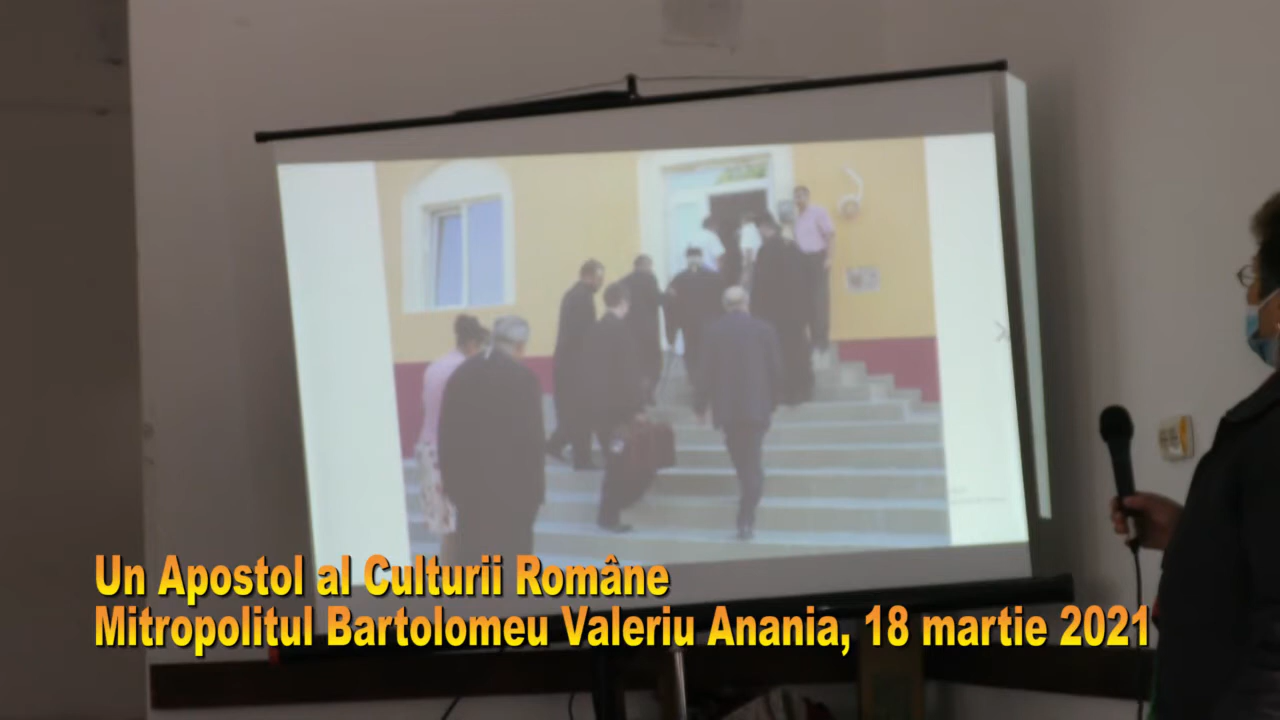 Un Apostol al Culturii Române
Mitropolitul Bartolomeu Valeriu Anania, 18 martie 2021